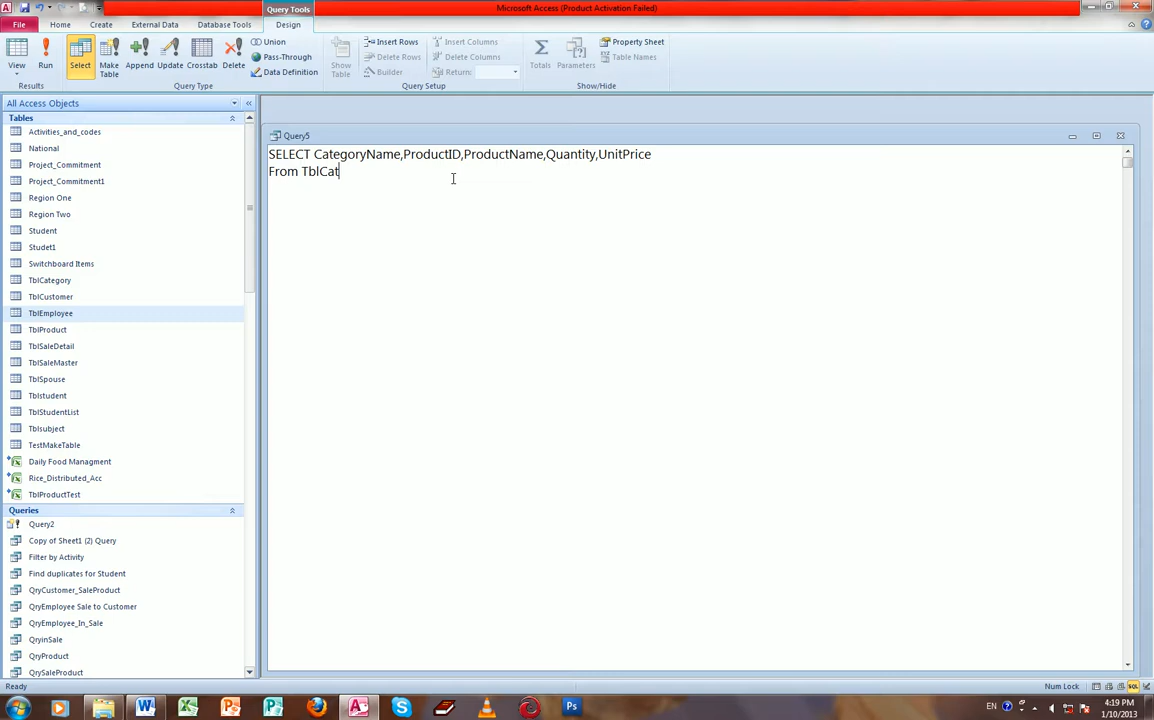 Query Tools
Microsoft Access (Product Activation Failed)
File
Home
Create
External Data
Database Tools
Design
View
Run
Select
Make Table
Append
Update
Crosstab
Delete
Union
Pass-Through
Data Definition
Show Table
Insert Rows
Delete Rows
Builder
Insert Columns
Delete Columns
Return:
Totals
Parameters
Property Sheet
Table Names
Results
Query Type
Query Setup
Show/Hide
All Access Objects
Tables
Activities_and_codes
National
Project_Commitment
Project_Commitment1
Region One
Region Two
Student
Studet1
Switchboard Items
TblCategory
TblCustomer
TblEmployee
TblProduct
TblSaleDetail
TblSaleMaster
TblSpouse
Tblstudent
TblStudentList
Tblsubject
TestMakeTable
Daily Food Managment
Rice_Distributed_Acc
TblProductTest
Queries
Query2
Copy of Sheet1 (2) Query
Filter by Activity
Find duplicates for Student
QryCustomer_SaleProduct
QryEmployee Sale to Customer
QryEmployee_In_Sale
QryinSale
QryProduct
QrySaleProduct
Query5
SELECT CategoryName,ProductID,ProductName,Quantity,UnitPrice
From TblCat
Ready
Num Lock
SQL
EN
4:19 PM
1/10/2013